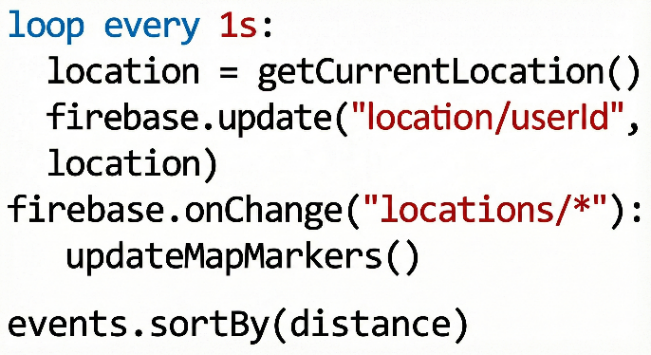 loop every 1s:
location = getCurrentLocation()
firebase.update("location/userId",
location)
firebase.onChange("locations/*"):
updateMapMarkers()
events.sortBy(distance)